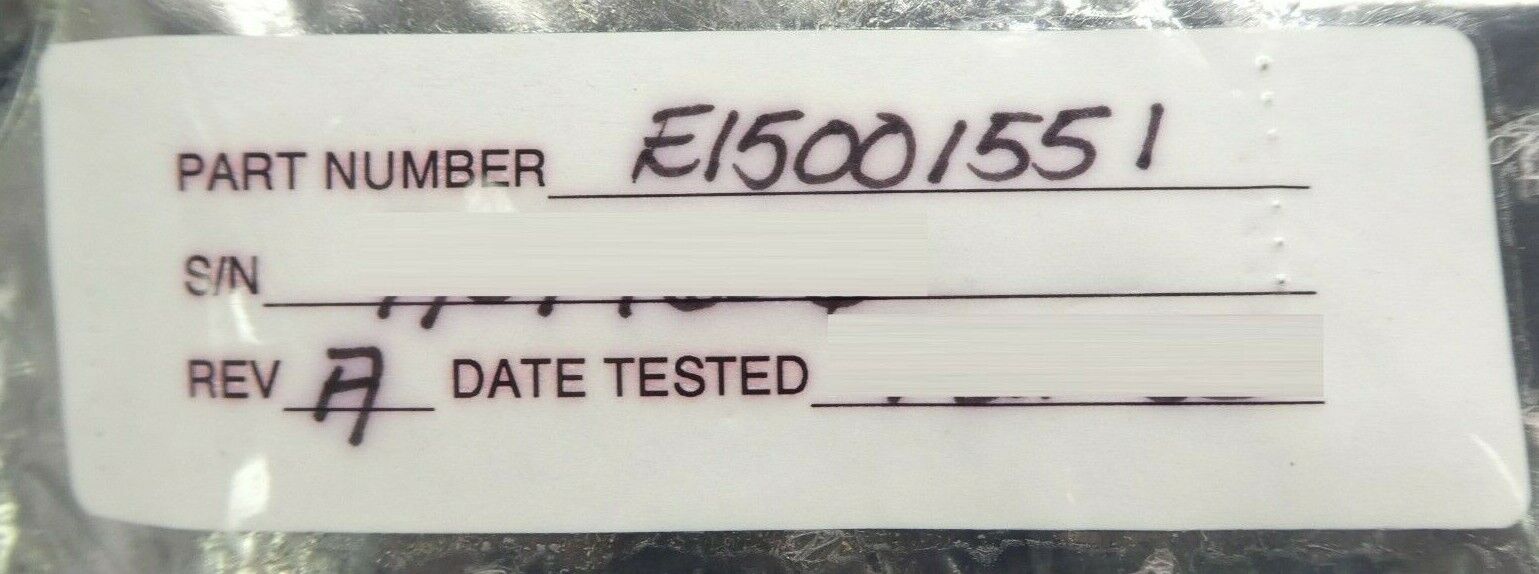 PART NUMBER E15001551
S/N
REV A DATE TESTED